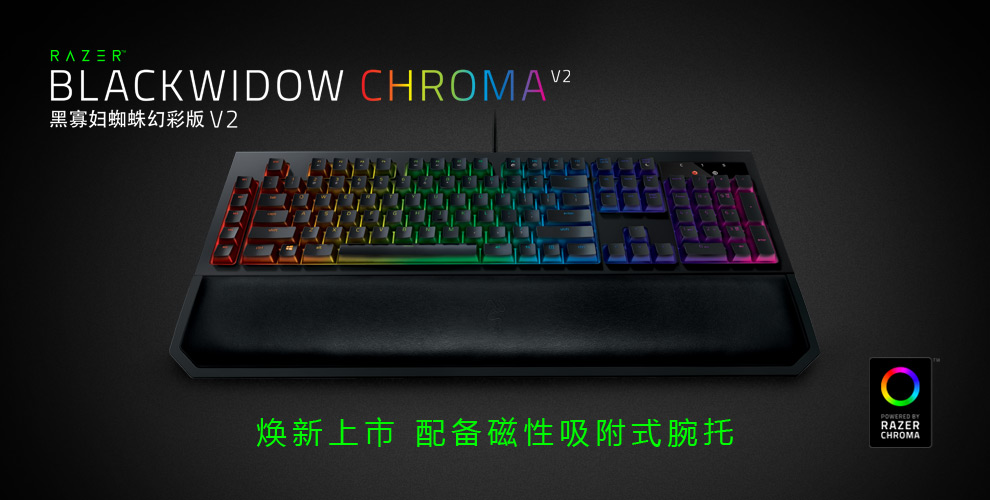 RAZER™
BLACKWIDOW CHROMA V2
黑寡妇蜘蛛幻彩版 V2
焕新上市 配备磁性吸附式腕托
POWERED BY
RAZER
CHROMA
TM